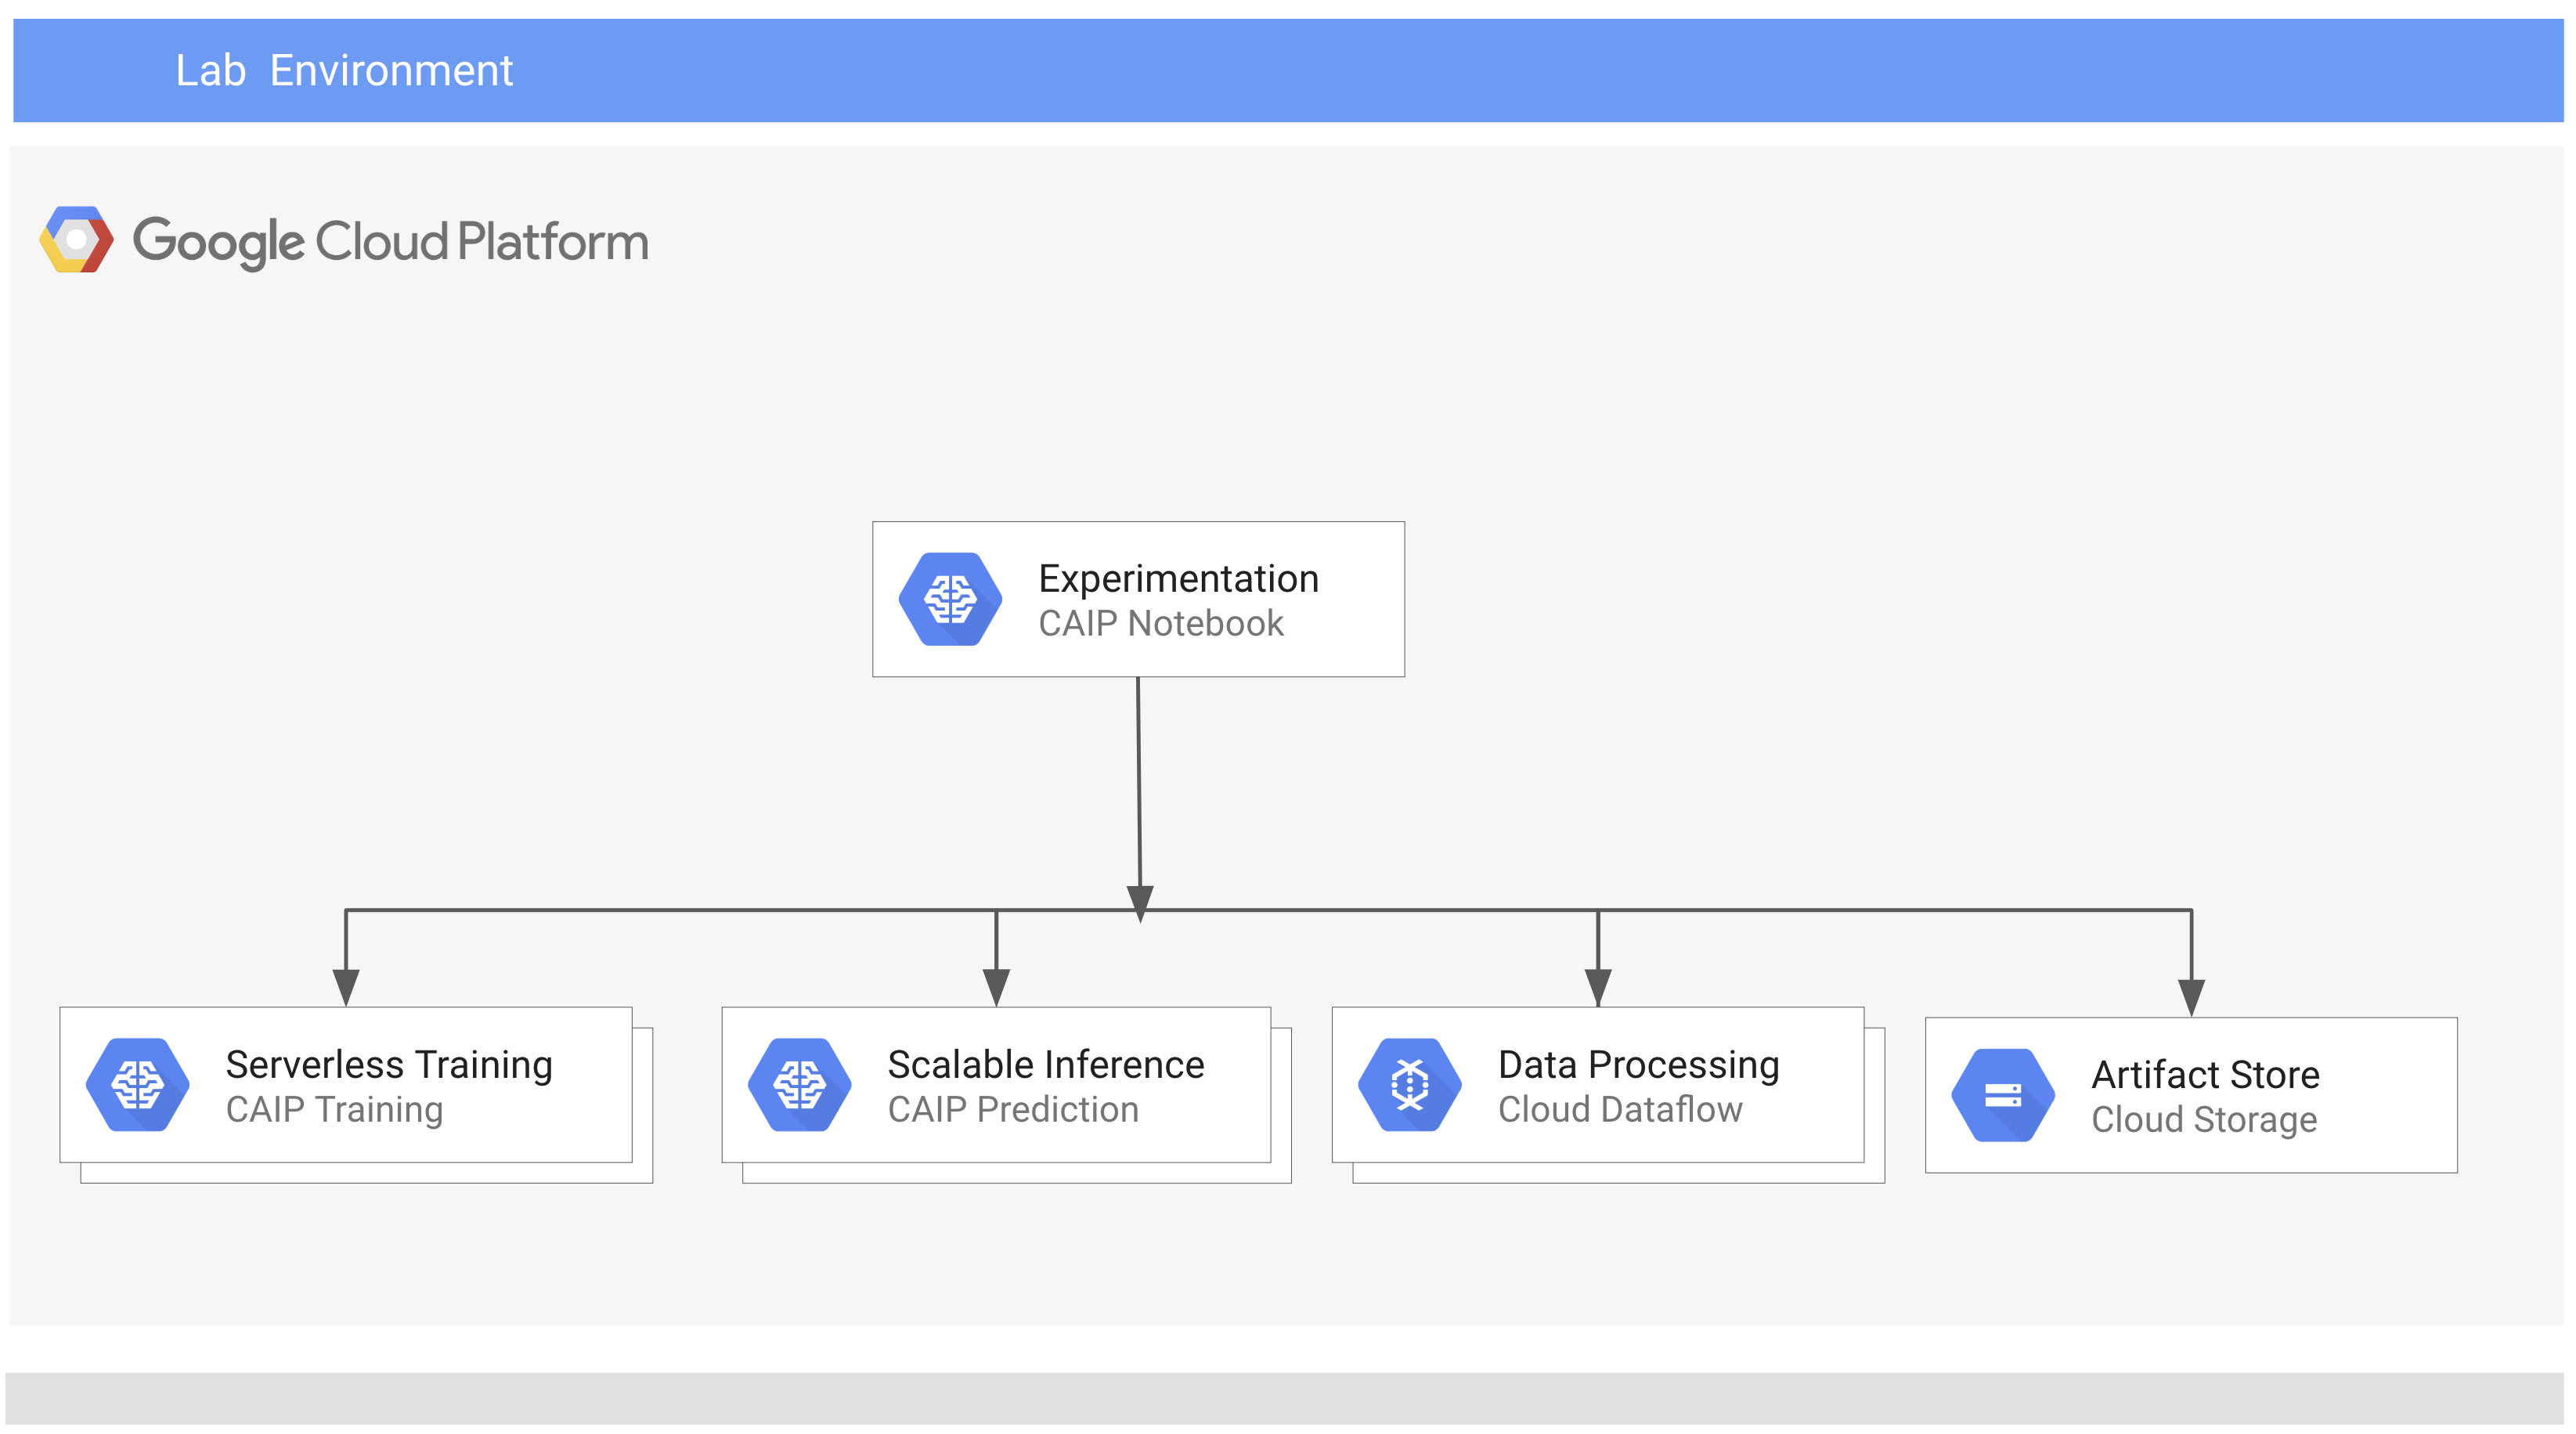 Lab Environment
Google Cloud Platform
Experimentation
CAIP Notebook
Serverless Training
CAIP Training
Scalable Inference
CAIP Prediction
Data Processing
Cloud Dataflow
Artifact Store
Cloud Storage